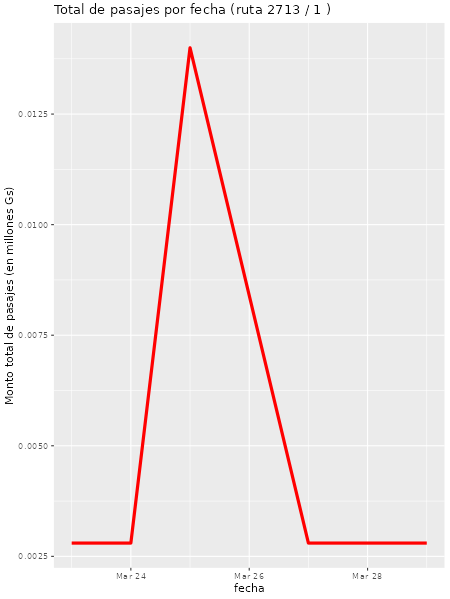 Total de pasajes por fecha (ruta 2713 / 1 )
Monto total de pasajes (en millones Gs)
0.0125
0.0100
0.0075
0.0050
0.0025
Mar 24
Mar 26
Mar 28
fecha